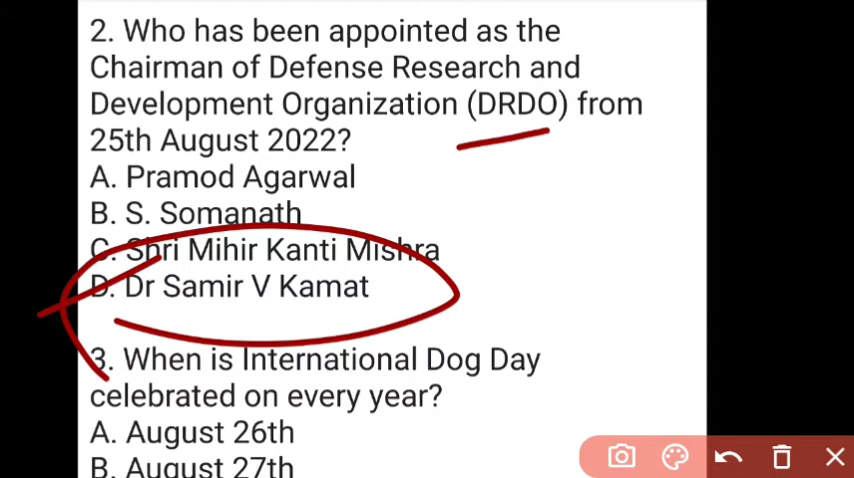 2. Who has been appointed as the
Chairman of Defense Research and
Development Organization (DRDO) from
25th August 2022?
A. Pramod Agarwal
B. S. Somanath
C. Shri Mihir Kanti Mishra
D. Dr Samir V Kamat
3. When is International Dog Day
celebrated on every year?
A. August 26th
B. August 27th